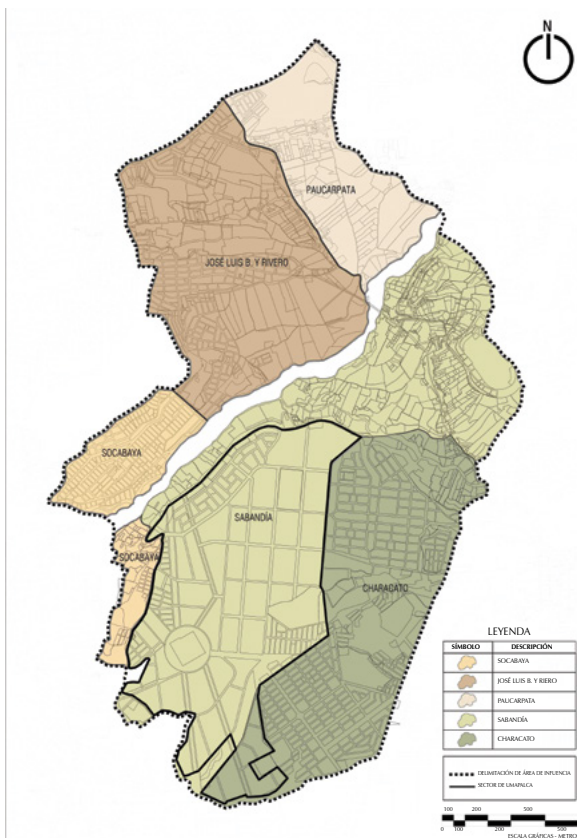 N
PAUCARPATA
JOSÉ LUIS B. Y RIVERO
SOCABAYA
SABANDÍA
SOCABAYA
CHARACATO
LEYENDA
SÍMBOLO DESCRIPCIÓN
SOCABAYA
JOSÉ LUIS B. Y RIERO
PAUCARPATA
SABANDÍA
CHARACATO
DELIMITACIÓN DE ÁREA DE INFUENCIA
SECTOR DE UMAPALCA
100 200 500
0 100 200 500
ESCALA GRÁFICAS - METRO